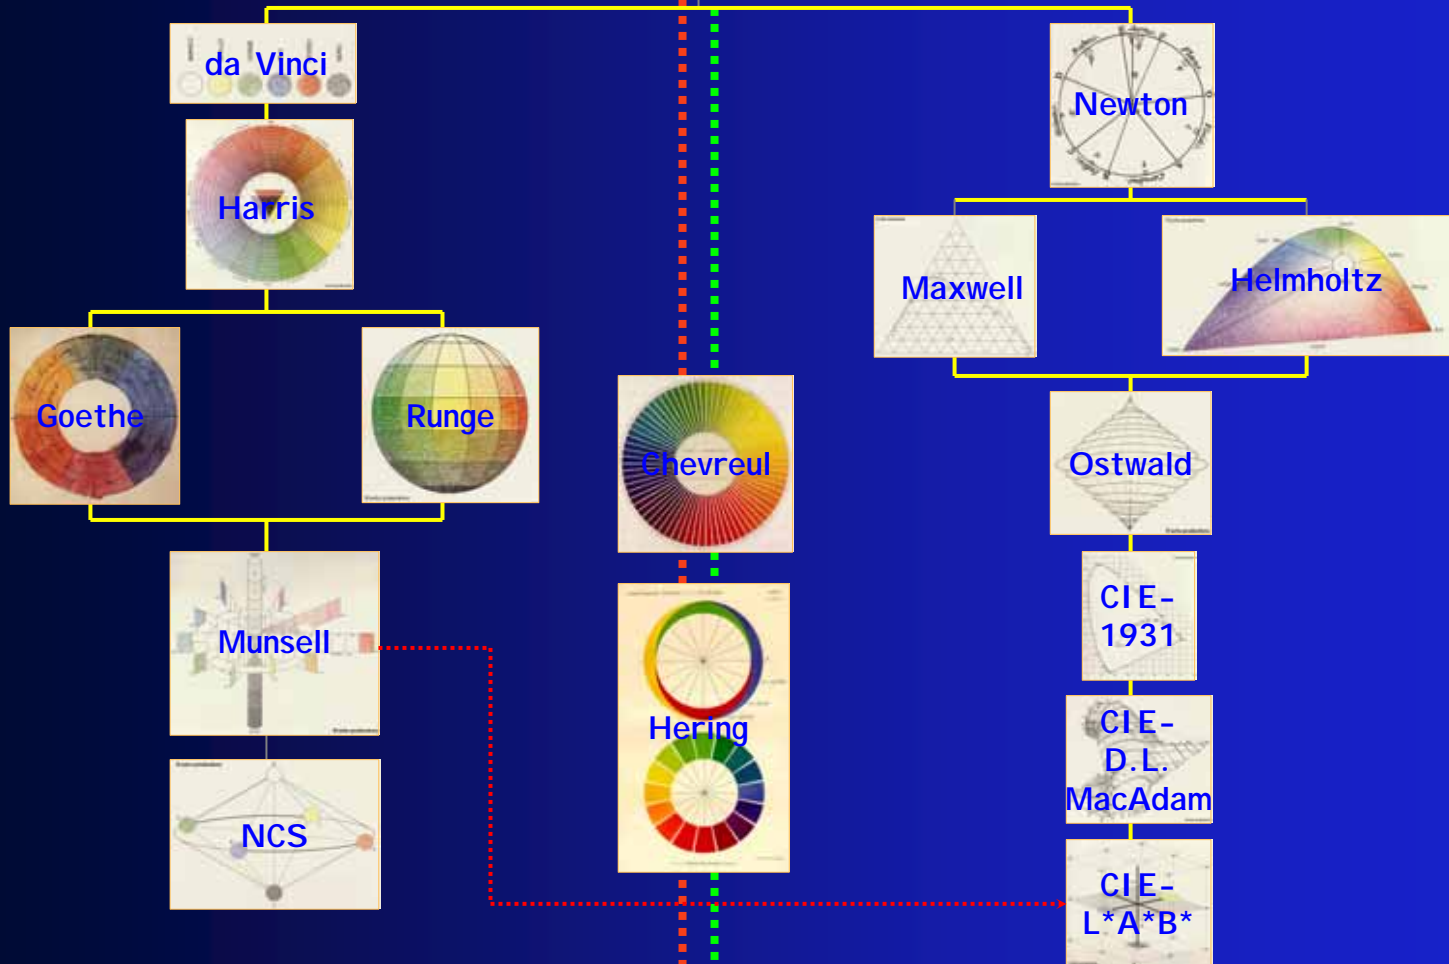 da Vinci
Newton
Harris
Maxwell
Helmholtz
Goethe
Runge
Chevreul
Ostwald
Munsell
Hering
CIE-
1931
CIE-
D.L.
MacAdam
NCS
CIE-
L*A*B*